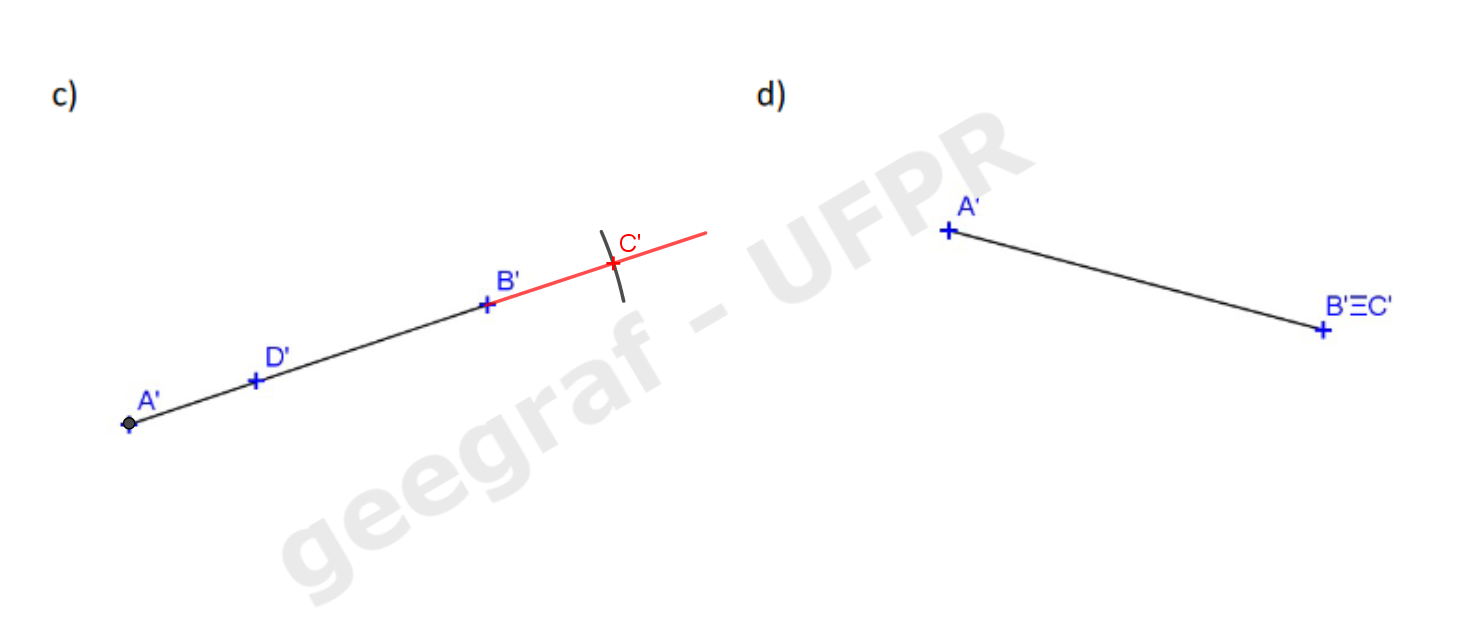 c)
A'
D'
B'
C'
d)
A'
B'ΞC'
geegraf - UFPR